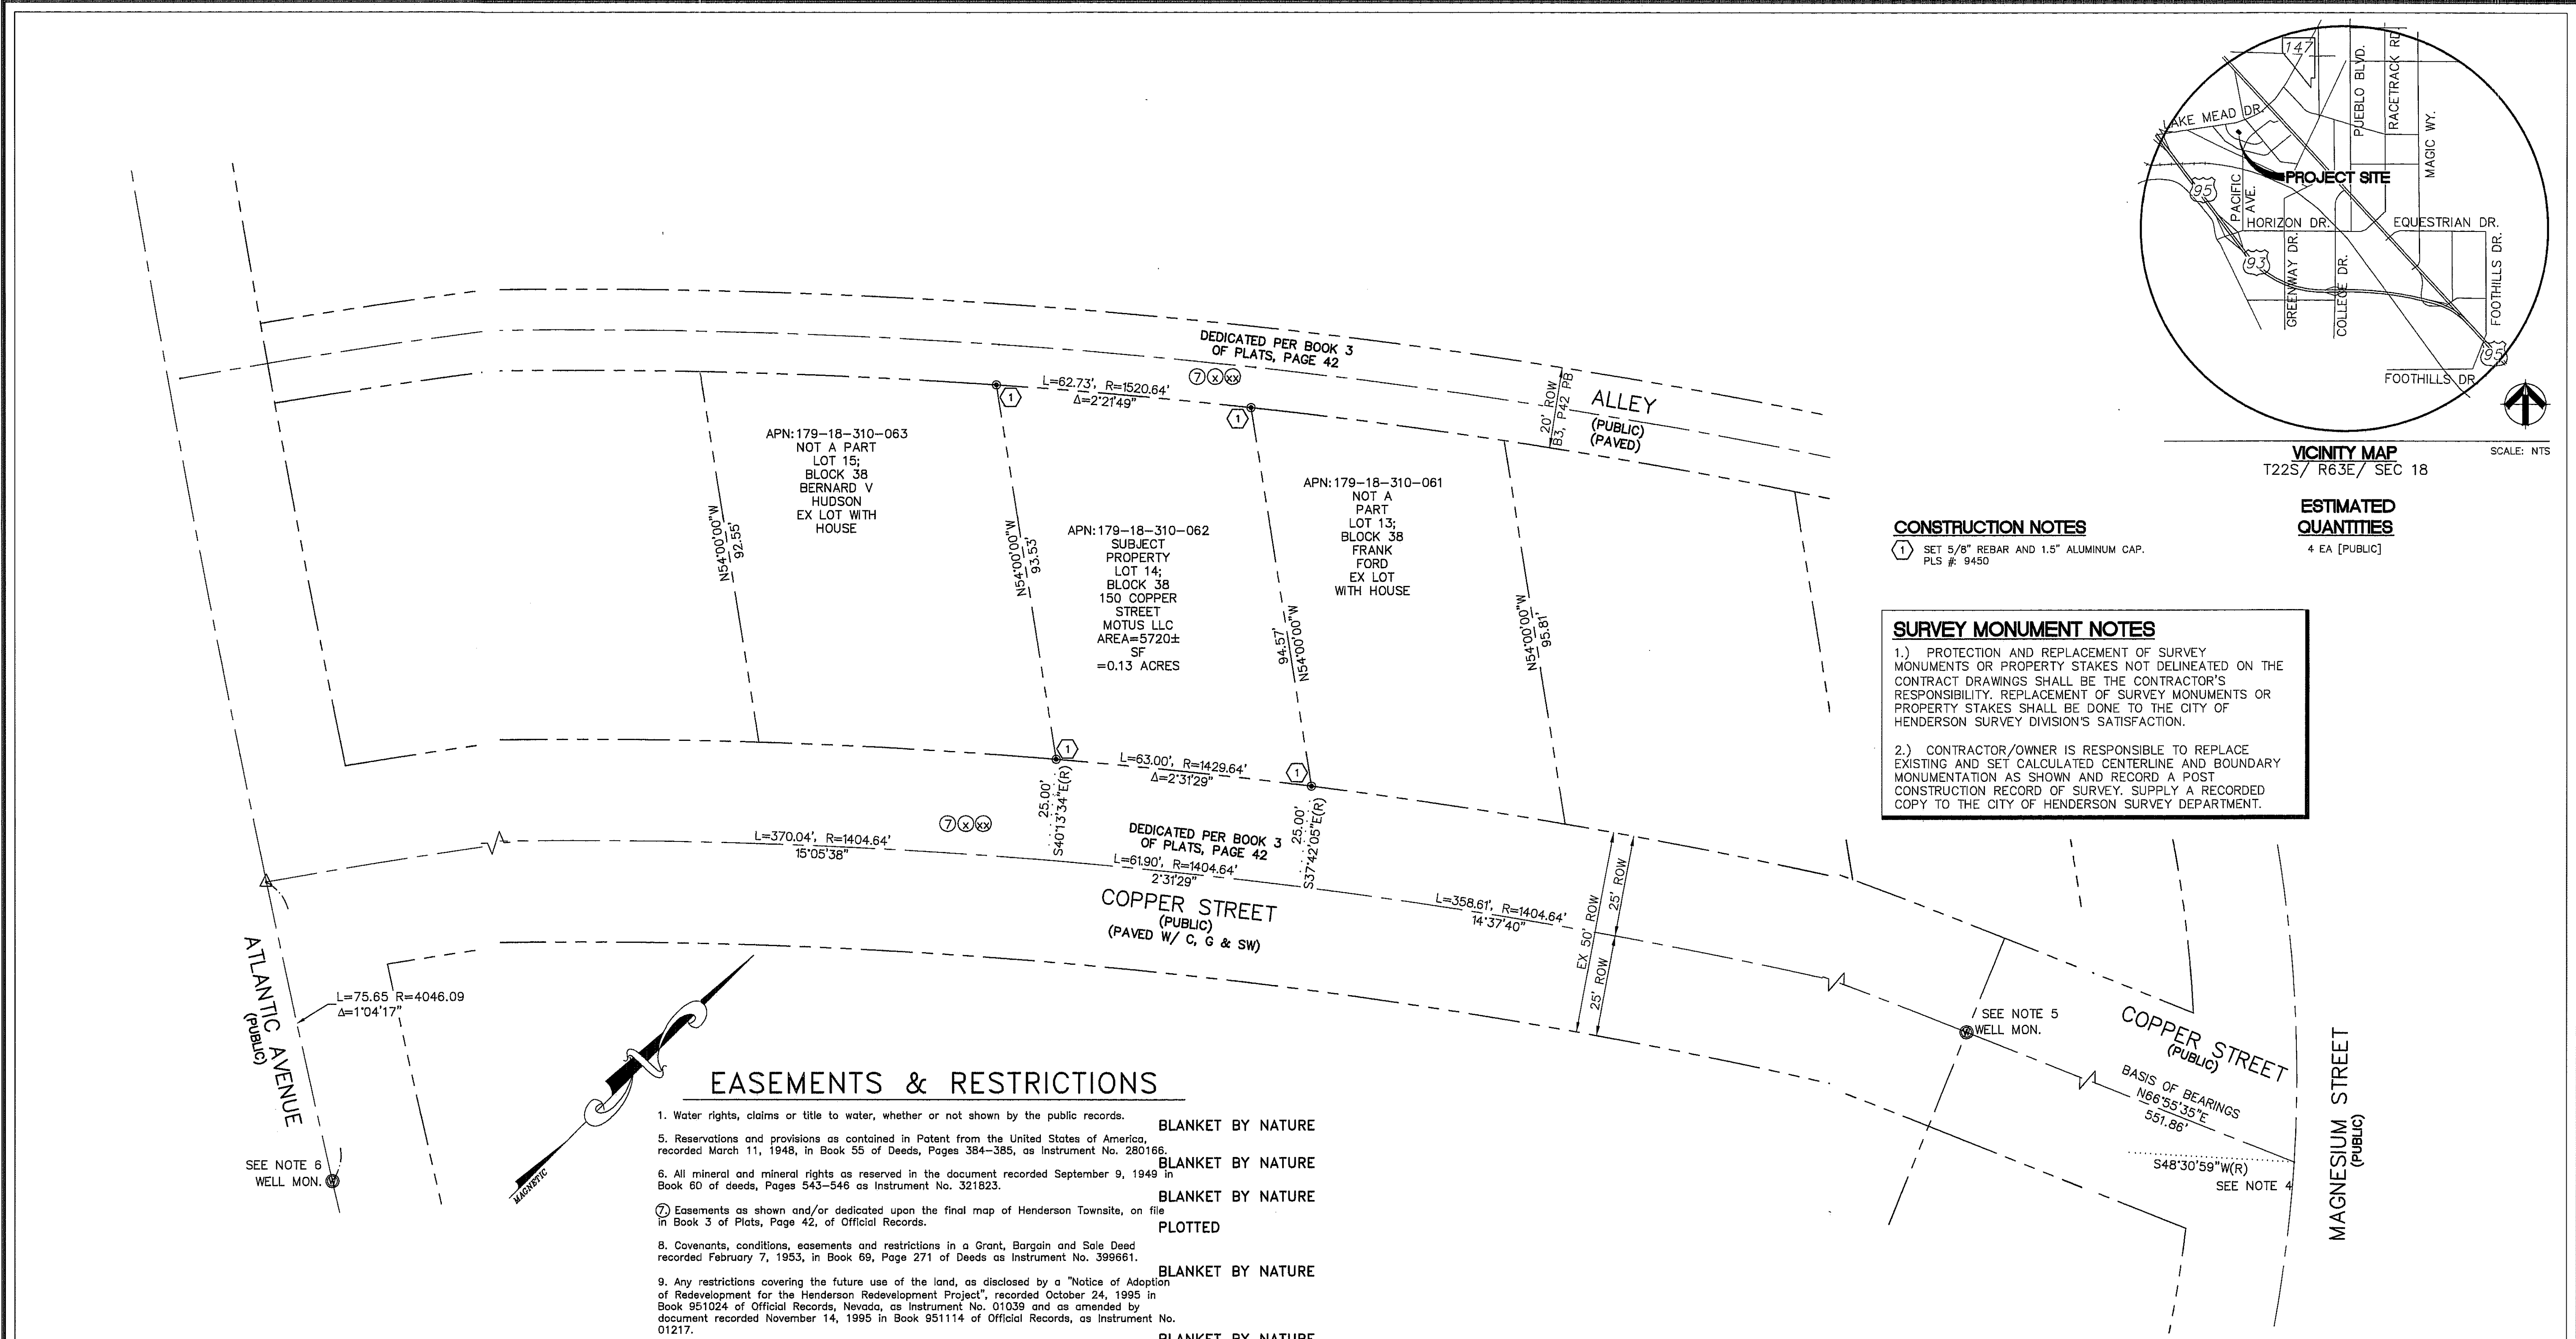 147
LAKE MEAD DR.
PUEBLO BLVD.
RACETRACK RD.
MAGIC WY.
PROJECT SITE
95
PACIFIC
AVE.
HORIZON DR.
EQUESTRIAN DR.
93
GREENWAY DR.
COLLEGE DR.
FOOTHILLS DR.
95
FOOTHILLS DR.
VICINITY MAP
SCALE: NTS
T22S/ R63E/ SEC 18
DEDICATED PER BOOK 3
OF PLATS, PAGE 42
7 x xx
L=62.73', R=1520.64'
Δ=2°21'49"
1
1
20' ROW
B3, P42 PB
ALLEY
(PUBLIC)
(PAVED)
APN:179-18-310-063
NOT A PART
LOT 15;
BLOCK 38
BERNARD V
HUDSON
EX LOT WITH
HOUSE
N54°00'00"W
92.55'
N54°00'00"W
93.53'
APN:179-18-310-062
SUBJECT
PROPERTY
LOT 14;
BLOCK 38
150 COPPER
STREET
MOTUS LLC
AREA=5720±
SF
=0.13 ACRES
APN:179-18-310-061
NOT A
PART
LOT 13;
BLOCK 38
FRANK
FORD
EX LOT
WITH HOUSE
94.57'
N54°00'00"W
N54°00'00"W
95.81'
CONSTRUCTION NOTES
1 SET 5/8" REBAR AND 1.5" ALUMINUM CAP.
PLS #: 9450
ESTIMATED
QUANTITIES
4 EA [PUBLIC]
SURVEY MONUMENT NOTES
1.) PROTECTION AND REPLACEMENT OF SURVEY
MONUMENTS OR PROPERTY STAKES NOT DELINEATED ON THE
CONTRACT DRAWINGS SHALL BE THE CONTRACTOR'S
RESPONSIBILITY. REPLACEMENT OF SURVEY MONUMENTS OR
PROPERTY STAKES SHALL BE DONE TO THE CITY OF
HENDERSON SURVEY DIVISION'S SATISFACTION.
2.) CONTRACTOR/OWNER IS RESPONSIBLE TO REPLACE
EXISTING AND SET CALCULATED CENTERLINE AND BOUNDARY
MONUMENTATION AS SHOWN AND RECORD A POST
CONSTRUCTION RECORD OF SURVEY. SUPPLY A RECORDED
COPY TO THE CITY OF HENDERSON SURVEY DEPARTMENT.
1
1
L=63.00', R=1429.64'
Δ=2°31'29"
25.00'
S40°13'34"E(R)
25.00'
S37°42'05"E(R)
7 x xx
L=370.04', R=1404.64'
15°05'38"
DEDICATED PER BOOK 3
OF PLATS, PAGE 42
L=61.90', R=1404.64'
2°31'29"
COPPER STREET
(PUBLIC)
(PAVED W/ C, G & SW)
L=358.61', R=1404.64'
14°37'40"
EX 50' ROW
25' ROW
25' ROW
ATLANTIC AVENUE
(PUBLIC)
L=75.65 R=4046.09
Δ=1°04'17"
SEE NOTE 6
WELL MON.
MAGNETIC
SEE NOTE 5
WELL MON.
COPPER STREET
(PUBLIC)
BASIS OF BEARINGS
N66°55'35"E
551.86'
S48°30'59"W(R)
SEE NOTE 4
MAGNESIUM STREET
(PUBLIC)
EASEMENTS & RESTRICTIONS
1. Water rights, claims or title to water, whether or not shown by the public records.
BLANKET BY NATURE
5. Reservations and provisions as contained in Patent from the United States of America,
recorded March 11, 1948, in Book 55 of Deeds, Pages 384-385, as Instrument No. 280166.
BLANKET BY NATURE
6. All mineral and mineral rights as reserved in the document recorded September 9, 1949 in
Book 60 of deeds, Pages 543-546 as Instrument No. 321823.
BLANKET BY NATURE
7. Easements as shown and/or dedicated upon the final map of Henderson Townsite, on file
in Book 3 of Plats, Page 42, of Official Records.
PLOTTED
8. Covenants, conditions, easements and restrictions in a Grant, Bargain and Sale Deed
recorded February 7, 1953, in Book 69, Page 271 of Deeds as Instrument No. 399661.
BLANKET BY NATURE
9. Any restrictions covering the future use of the land, as disclosed by a "Notice of Adoption
of Redevelopment for the Henderson Redevelopment Project", recorded October 24, 1995 in
Book 951024 of Official Records, Nevada, as Instrument No. 01039 and as amended by
document recorded November 14, 1995 in Book 951114 of Official Records, as Instrument No.
01217.
BLANKET BY NATURE